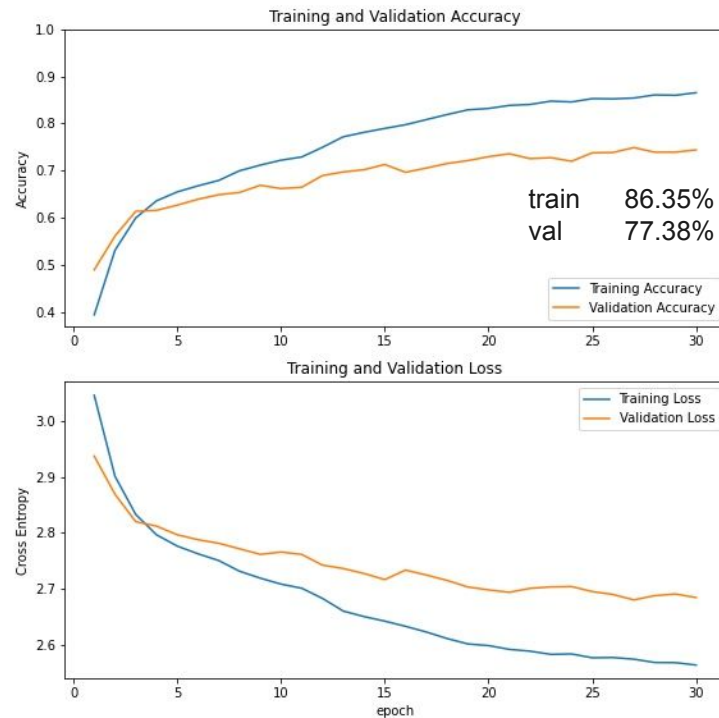 Training and Validation Accuracy
1.0
0.9
0.8
0.7
0.6
0.5
0.4
Accuracy
train 86.35%
val 77.38%
Training Accuracy
Validation Accuracy
0 5 10 15 20 25 30
Training and Validation Loss
3.0
2.9
2.8
2.7
2.6
Cross Entropy
Training Loss
Validation Loss
0 5 10 15 20 25 30
epoch